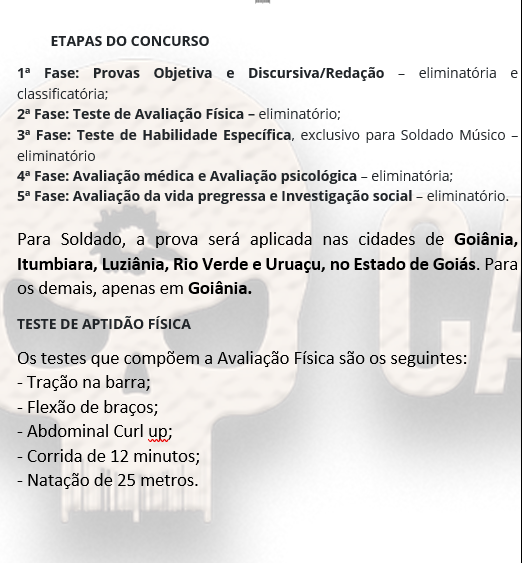 ETAPAS DO CONCURSO
1ª Fase: Provas Objetiva e Discursiva/Redação – eliminatória e
classificatória;
2ª Fase: Teste de Avaliação Física – eliminatório;
3ª Fase: Teste de Habilidade Específica, exclusivo para Soldado Músico –
eliminatório
4ª Fase: Avaliação médica e Avaliação psicológica – eliminatória;
5ª Fase: Avaliação da vida pregressa e Investigação social – eliminatório.
Para Soldado, a prova será aplicada nas cidades de Goiânia,
Itumbiara, Luziânia, Rio Verde e Uruaçu, no Estado de Goiás. Para
os demais, apenas em Goiânia.
TESTE DE APTIDÃO FÍSICA
Os testes que compõem a Avaliação Física são os seguintes:
- Tração na barra;
- Flexão de braços;
- Abdominal Curl up;
- Corrida de 12 minutos;
- Natação de 25 metros.
CA